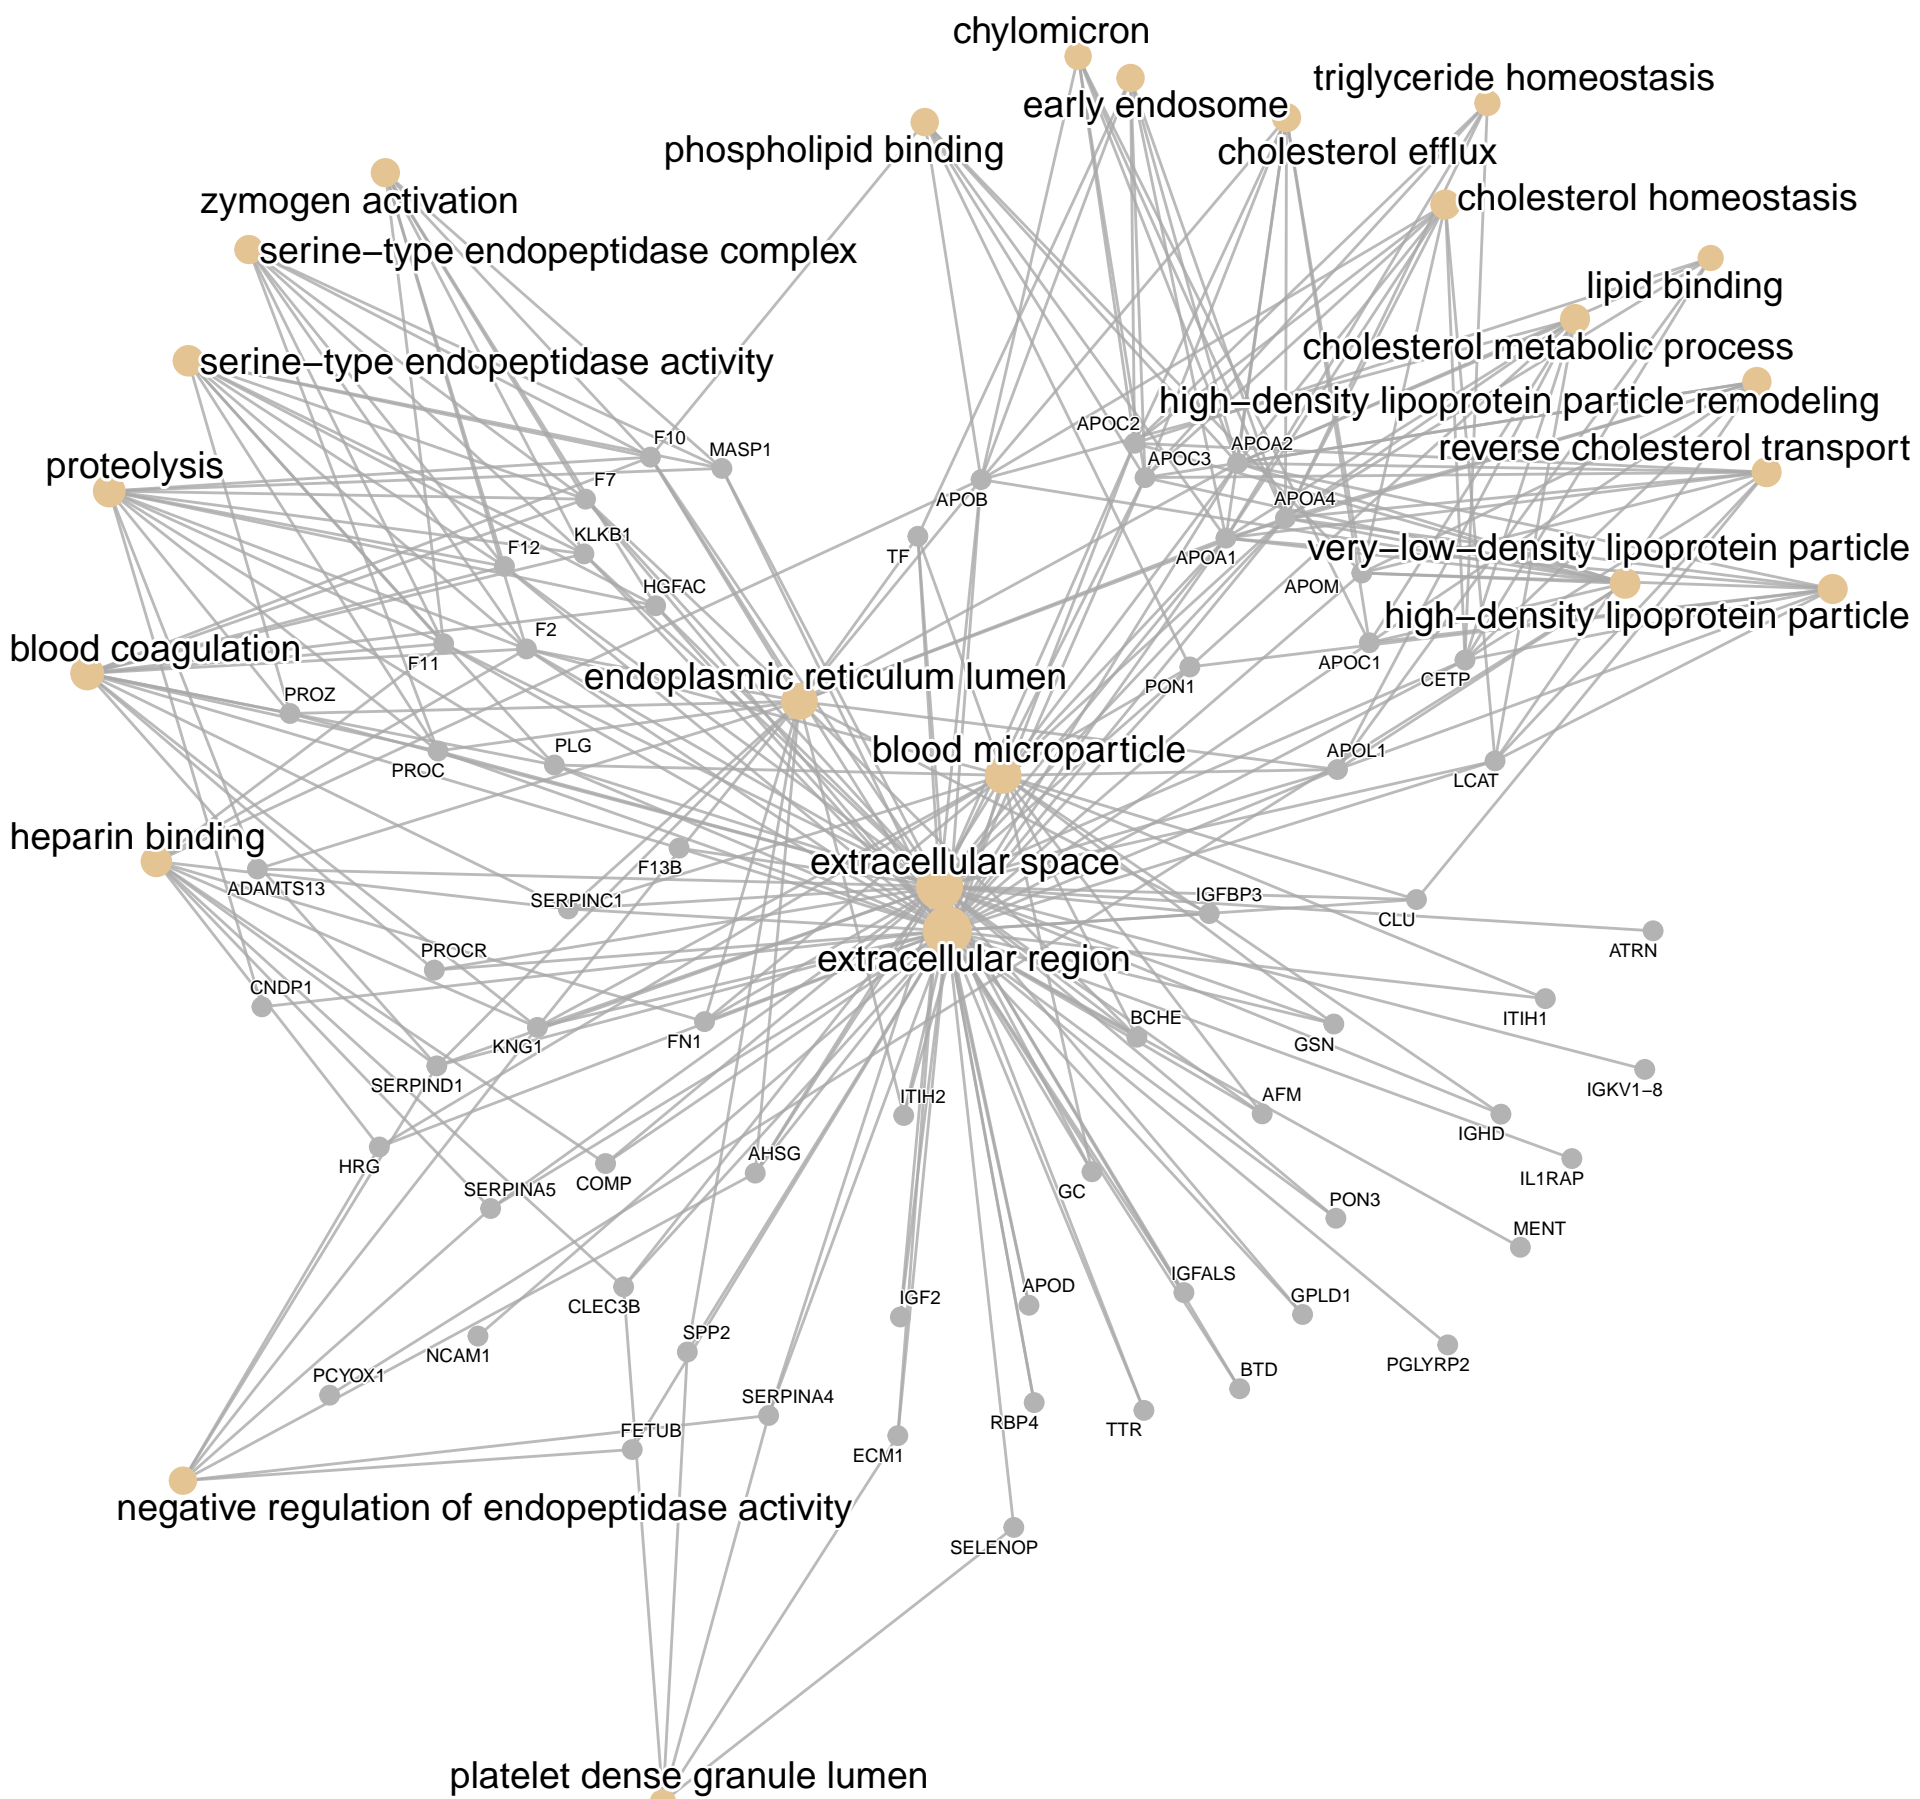 chylomicron
triglyceride homeostasis
early endosome
phospholipid binding
cholesterol efflux
zymogen activation
cholesterol homeostasis
serine−type endopeptidase complex
lipid binding
cholesterol metabolic process
serine−type endopeptidase activity
high−density lipoprotein particle remodeling
APOC2
F10
APOA2
MASP1
reverse cholesterol transport
APOC3
proteolysis
F7
APOB
APOA4
KLKB1
F12
TF
APOA1
very−low−density lipoprotein particle
HGFAC
APOM
high−density lipoprotein particle
F2
blood coagulation
F11
APOC1
endoplasmic reticulum lumen
PON1
CETP
PROZ
PLG
blood microparticle
APOL1
PROC
LCAT
heparin binding
extracellular space
F13B
ADAMTS13
SERPINC1
IGFBP3
CLU
PROCR
ATRN
extracellular region
CNDP1
BCHE
ITIH1
KNG1
FN1
GSN
SERPIND1
IGKV1−8
ITIH2
AFM
IGHD
AHSG
HRG
COMP
IL1RAP
SERPINA5
GC
PON3
MENT
IGFALS
APOD
GPLD1
IGF2
CLEC3B
SPP2
NCAM1
PGLYRP2
PCYOX1
BTD
SERPINA4
RBP4
TTR
FETUB
ECM1
negative regulation of endopeptidase activity
SELENOP
platelet dense granule lumen